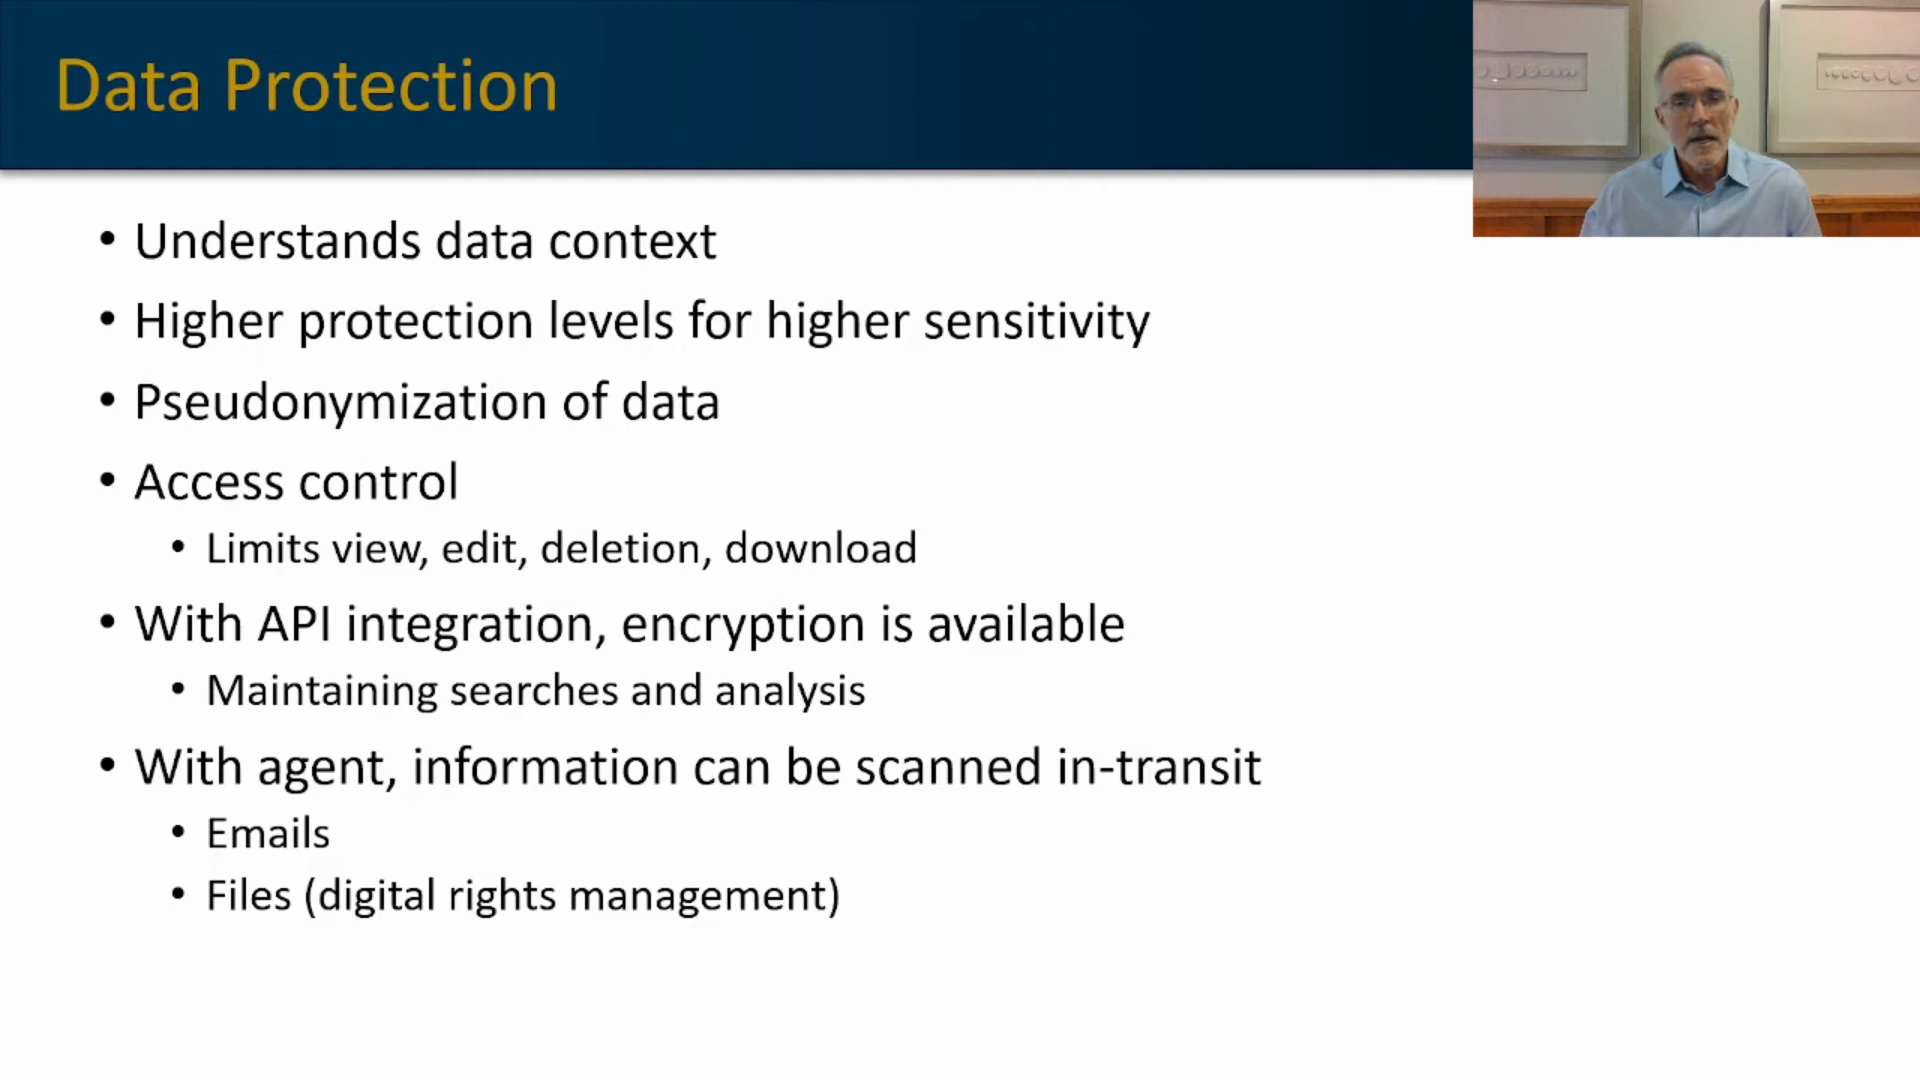 Data Protection
• Understands data context
• Higher protection levels for higher sensitivity
• Pseudonymization of data
• Access control
• Limits view, edit, deletion, download
• With API integration, encryption is available
• Maintaining searches and analysis
• With agent, information can be scanned in-transit
• Emails
• Files (digital rights management)